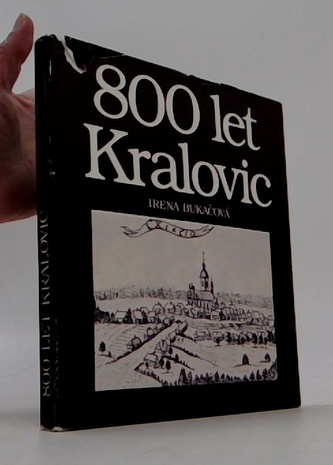 800 let
Kralovic
IRENA BUKAČOVÁ
800 LET KRALOVIC